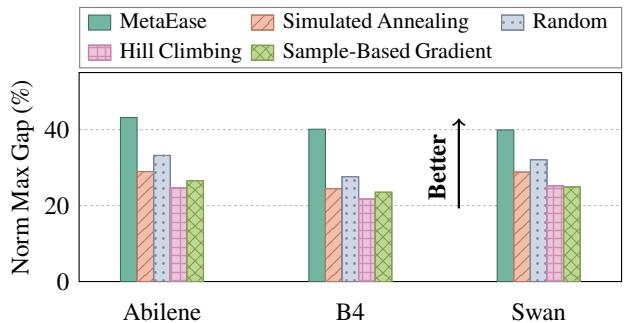 MetaEase Simulated Annealing Random
Hill Climbing Sample-Based Gradient
Norm Max Gap (%)
40
20
0
Better
Abilene B4 Swan